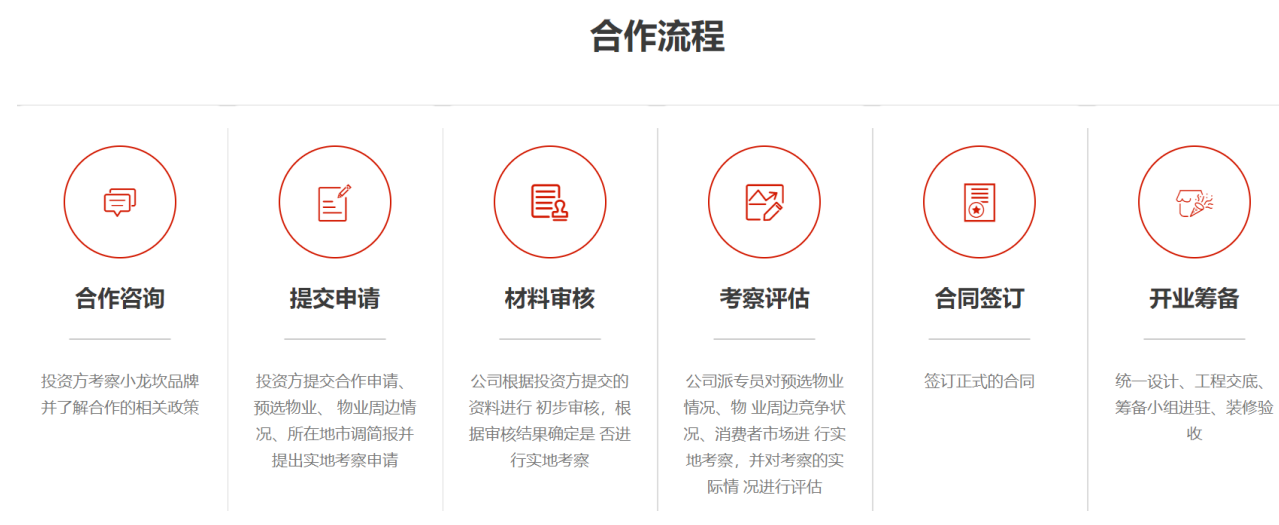 合作流程
合作咨询
投资方考察小龙坎品牌
并了解合作的相关政策
提交申请
投资方提交合作申请、
预选物业、 物业周边情
况、所在地市调简报并
提出实地考察申请
材料审核
公司根据投资方提交的
资料进行 初步审核，根
据审核结果确定是 否进
行实地考察
考察评估
公司派专员对预选物业
情况、物 业周边竞争状
况、消费者市场进 行实
地考察，并对考察的实
际情 况进行评估
合同签订
签订正式的合同
开业筹备
统一设计、工程交底、
筹备小组进驻、装修验
收